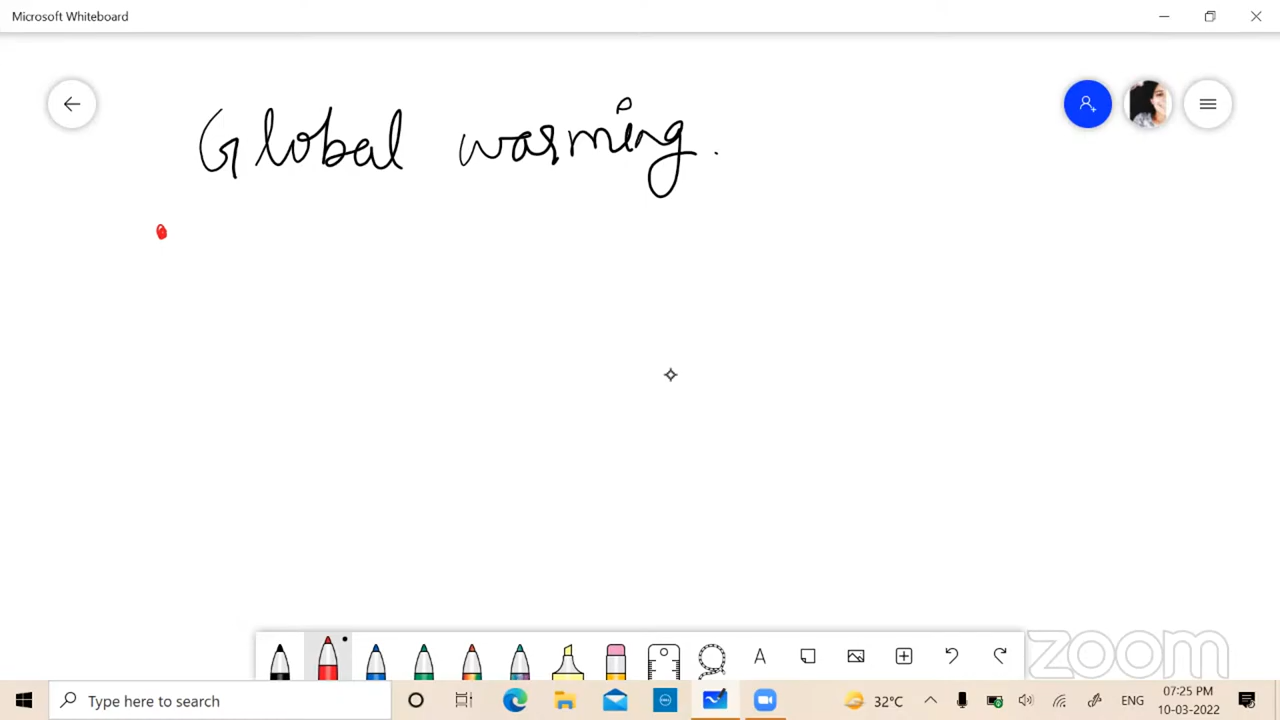 Microsoft Whiteboard
Global warming.
A
zoom
Type here to search
32°C
ENG
07:25 PM
10-03-2022